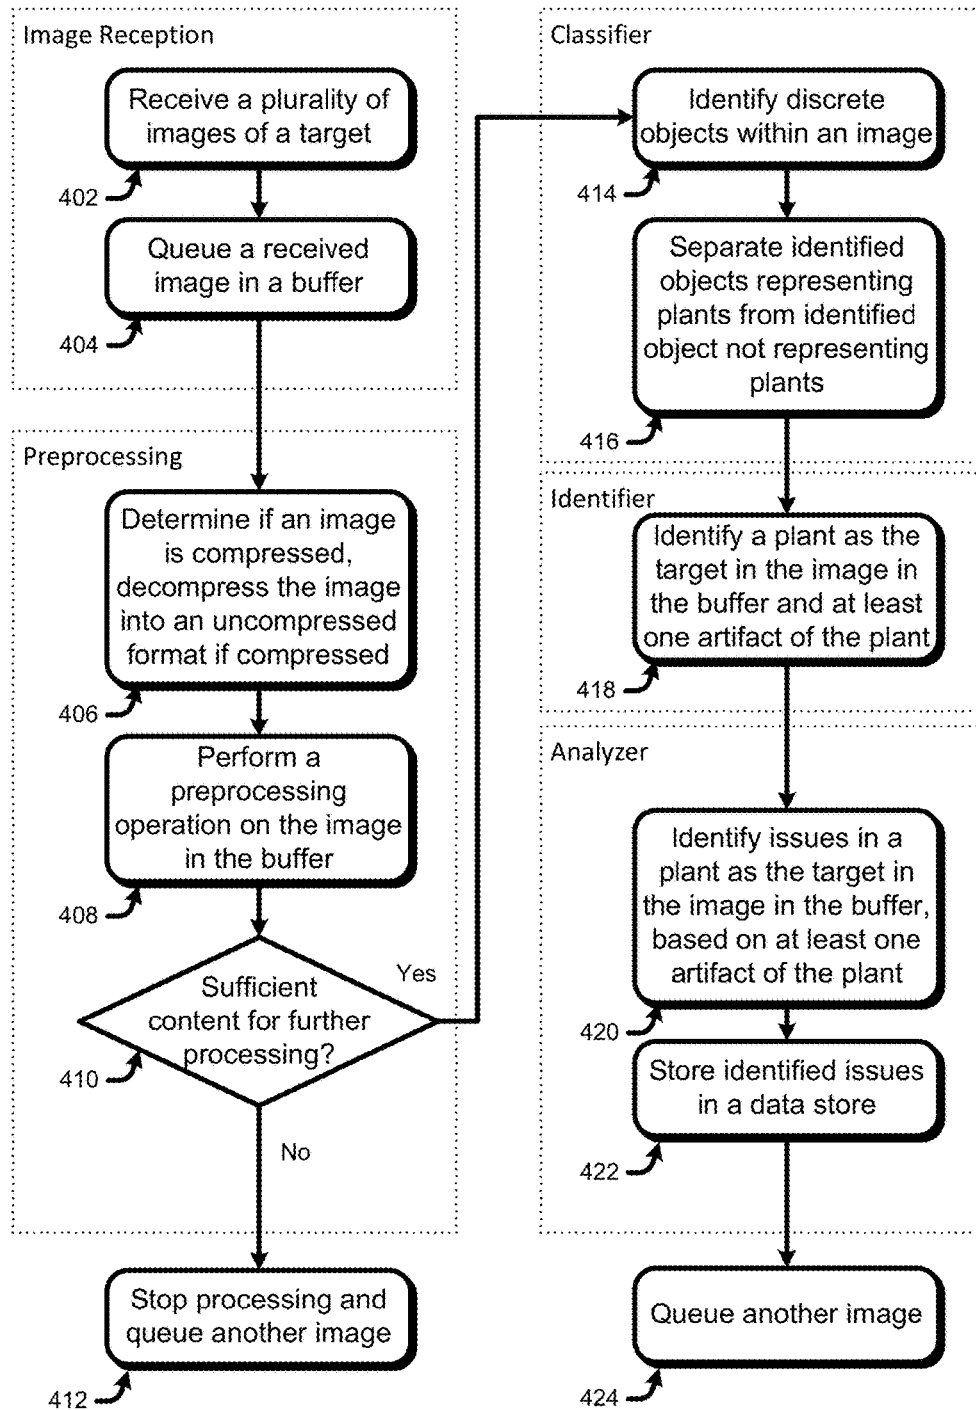 Image Reception
Receive a plurality of
images of a target
402
Queue a received
image in a buffer
404
Preprocessing
Determine if an image
is compressed,
decompress the image
into an uncompressed
format if compressed
406
Perform a
preprocessing
operation on the image
in the buffer
408
Sufficient
content for further
processing?
Yes
410
No
Stop processing and
queue another image
412
Classifier
Identify discrete
objects within an image
414
Separate identified
objects representing
plants from identified
object not representing
plants
416
Identifier
Identify a plant as the
target in the image in
the buffer and at least
one artifact of the plant
418
Analyzer
Identify issues in a
plant as the target in
the image in the buffer,
based on at least one
artifact of the plant
420
Store identified issues
in a data store
422
Queue another image
424